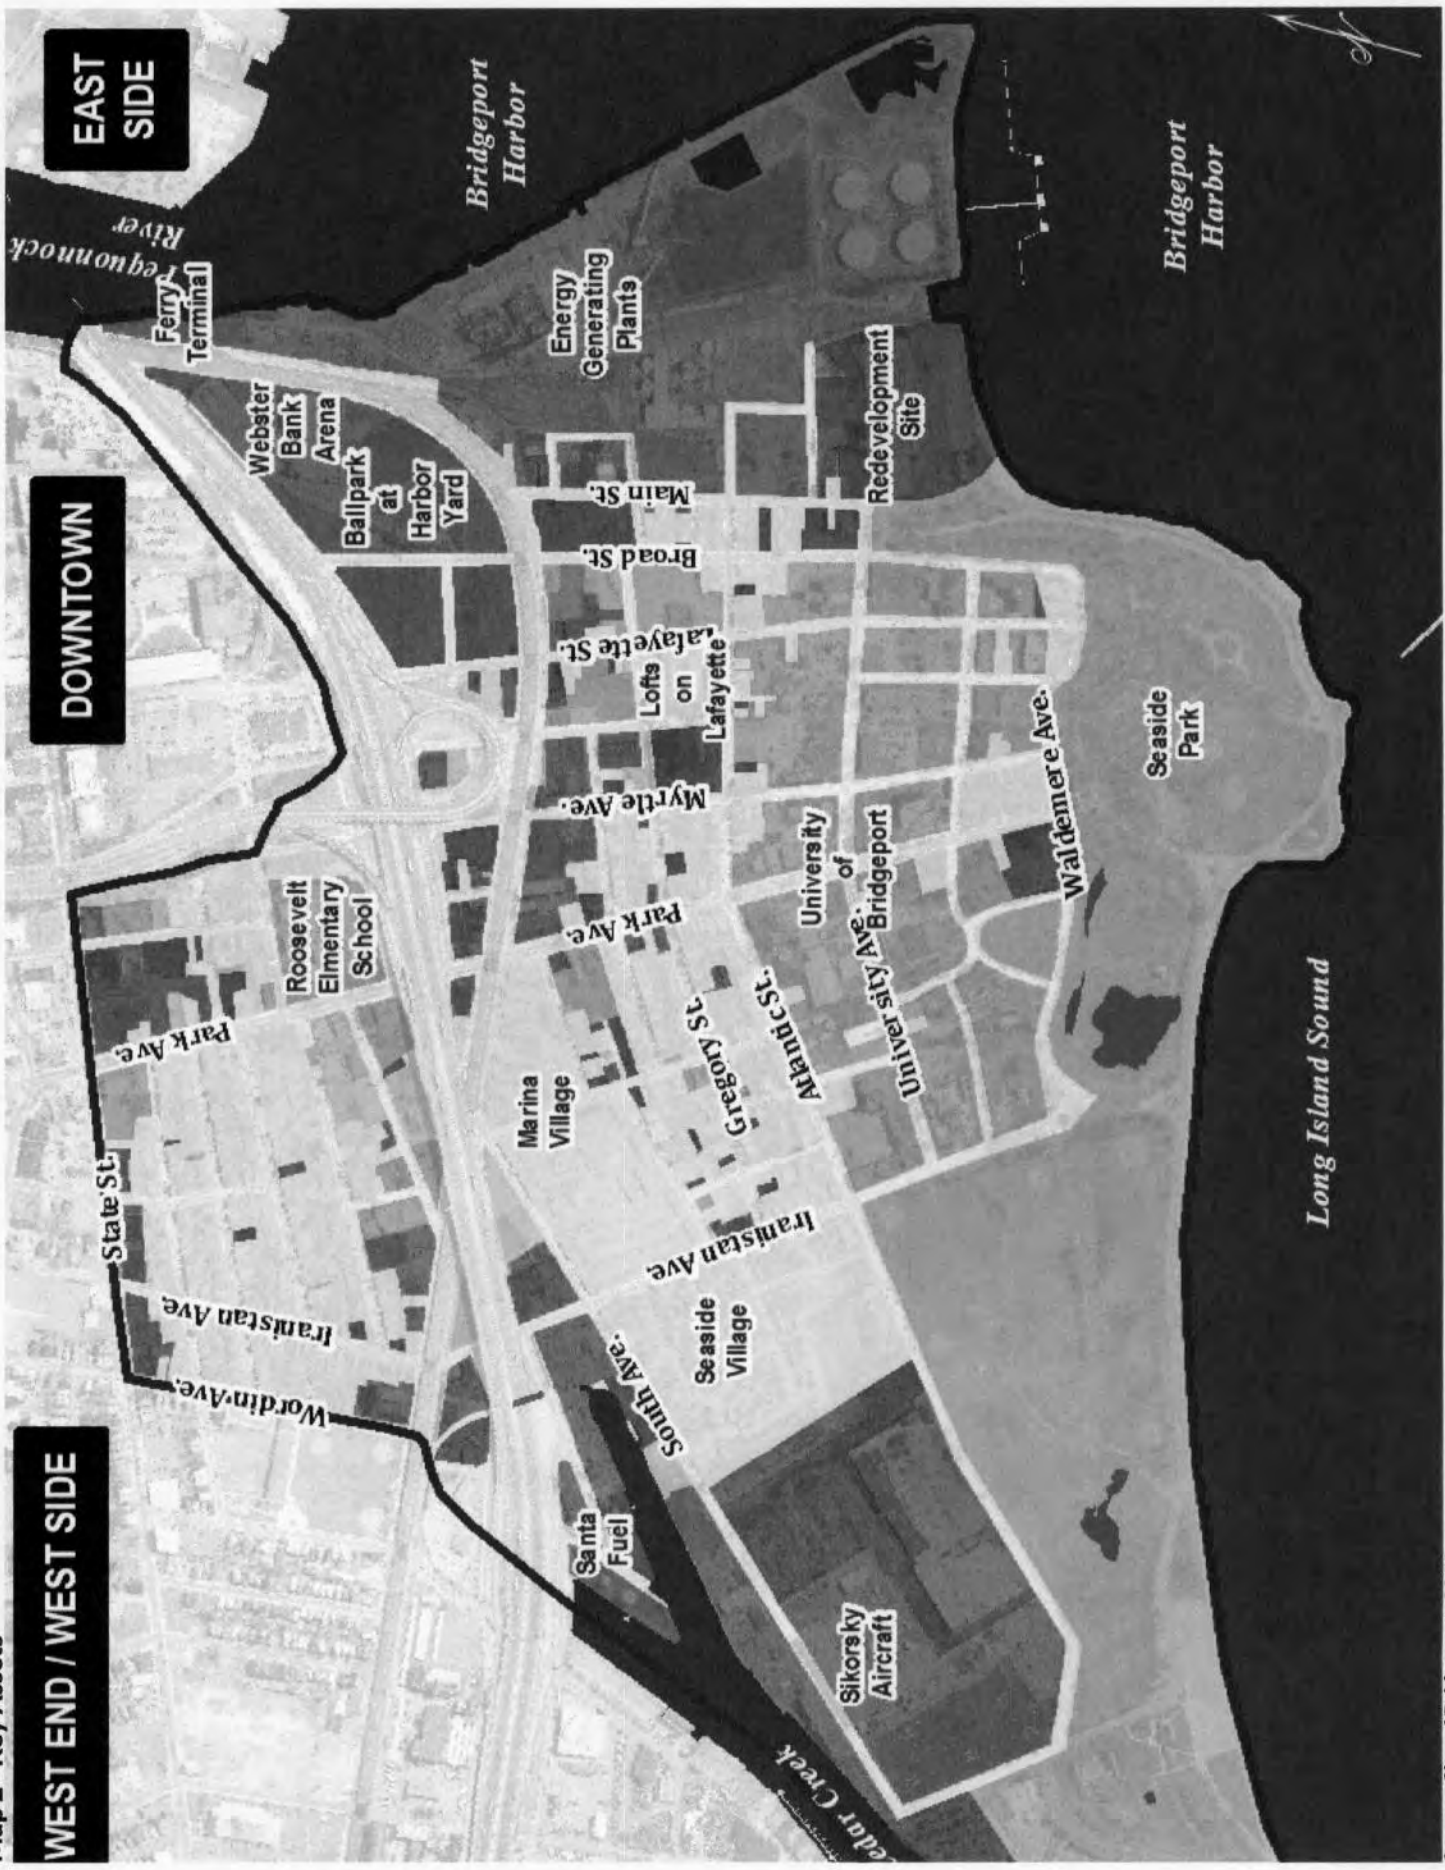 WEST END / WEST SIDE
DOWNTOWN
EAST
SIDE
Pequonnock
River
Ferry
Terminal
Bridgeport
Harbor
Webster
Bank
Arena
Ballpark
at
Harbor
Yard
Energy
Generating
Plants
Roosevelt
Elmentary
School
State St.
Park Ave.
Iranistan Ave.
Wordin Ave.
Main St.
Broad St.
Lafayette St.
Lofts
on
Lafayette
Myrtle Ave.
Park Ave.
Marina
Village
Gregory St.
Atlantic St.
University
of
Bridgeport
University Ave.
Waldemere Ave.
Redevelopment
Site
Bridgeport
Harbor
Seaside
Park
Iranistan Ave.
Seaside
Village
South Ave.
Santa
Fuel
Sikorsky
Aircraft
Creek
Long Island Sound
N